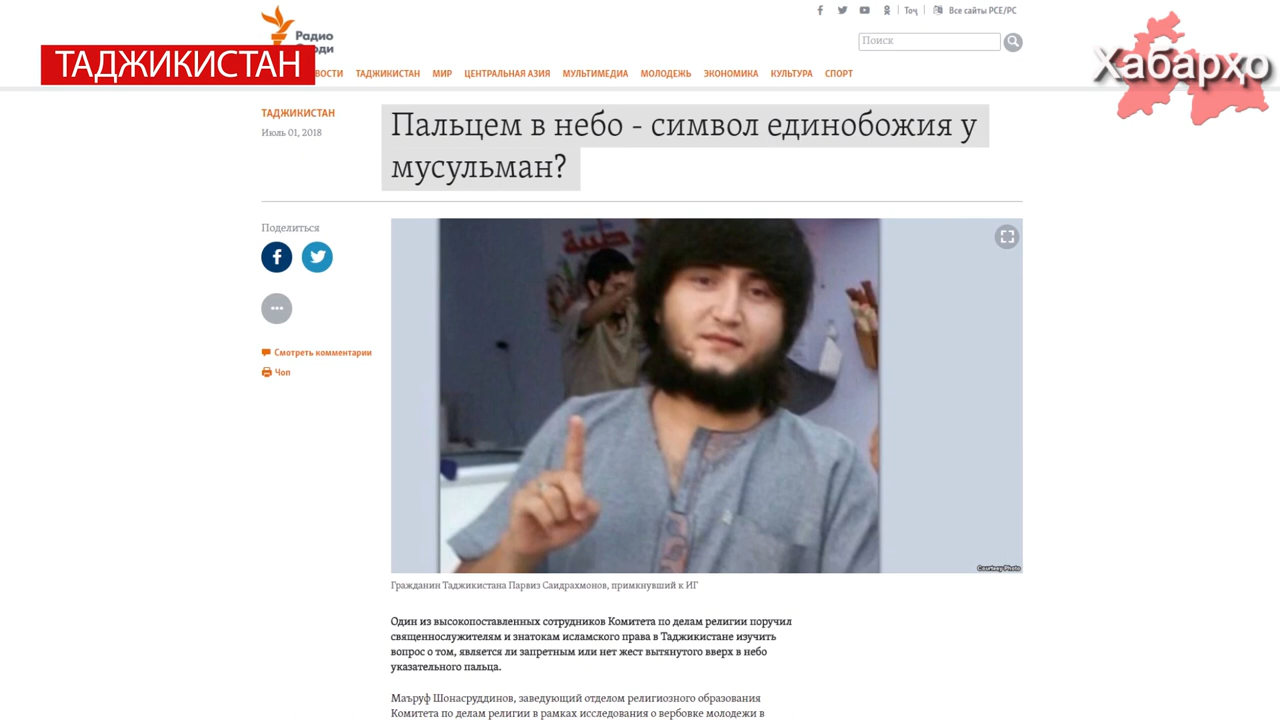 Тоҷ
Все сайты РСЕ/РС
Радио
Поиск
ТАДЖИКИСТАН
ТАДЖИКИСТАН МИР ЦЕНТРАЛЬНАЯ АЗИЯ МУЛЬТИМЕДИА МОЛОДЕЖЬ ЭКОНОМИКА КУЛЬТУРА СПОРТ
Хабарҳо
ТАДЖИКИСТАН
Июль 01, 2018
Пальцем в небо - символ единобожия у
мусульман?
Поделиться
Смотреть комментарии
Чоп
طيبة
Courtesy Photo
Гражданин Таджикистана Парвиз Саидрахмонов, примкнувший к ИГ
Один из высокопоставленных сотрудников Комитета по делам религии поручил
священнослужителям и знатокам исламского права в Таджикистане изучить
вопрос о том, является ли запретным или нет жест вытянутого вверх в небо
указательного пальца.
Маъруф Шонасруддинов, заведующий отделом религиозного образования
Комитета по делам религии в рамках исследования о вербовке молодежи в